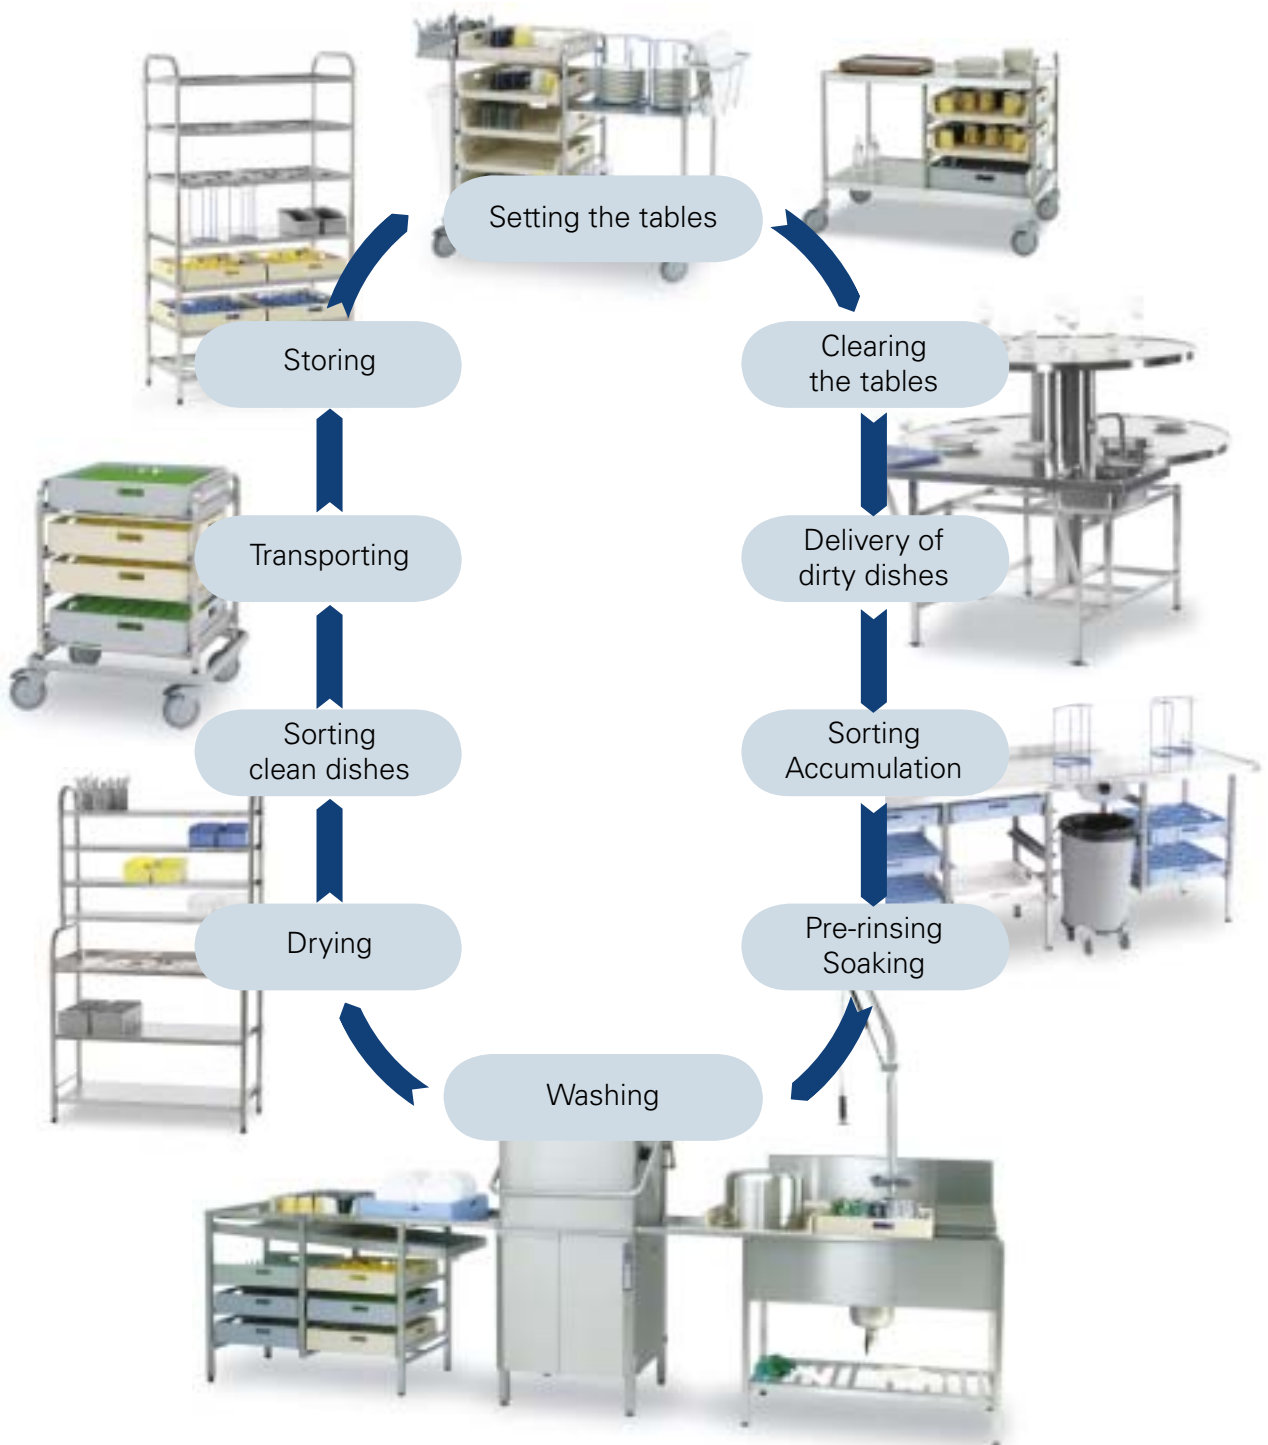 Setting the tables
Clearing
the tables
Delivery of
dirty dishes
Sorting
Accumulation
Pre-rinsing
Soaking
Washing
Drying
Sorting
clean dishes
Transporting
Storing